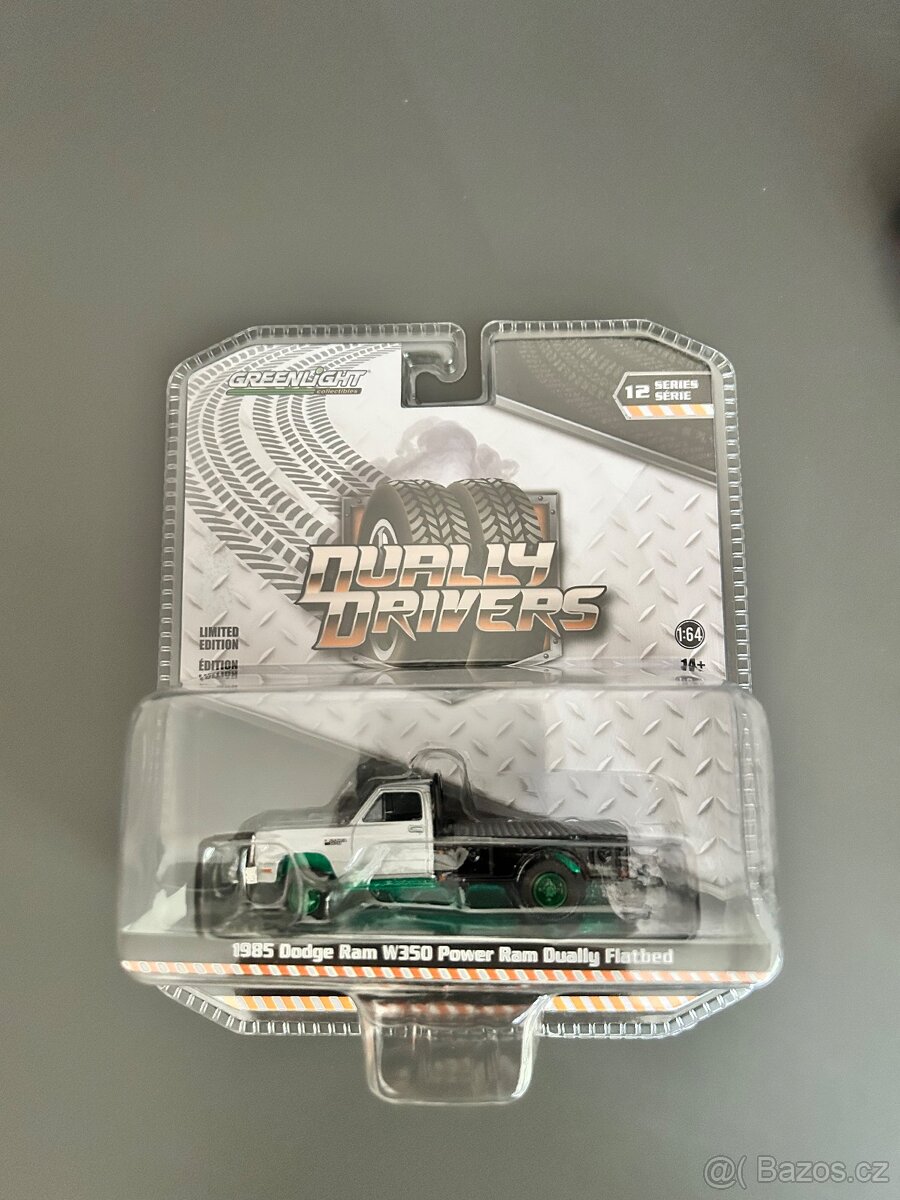 GREENLIGHT
collectibles
12 SERIES
SÉRIE
DUALLY
DRIVERS
LIMITED
EDITION
ÉDITION
1:64
1985 Dodge Ram W350 Power Ram Dually Flatbed
@( Bazos.cz